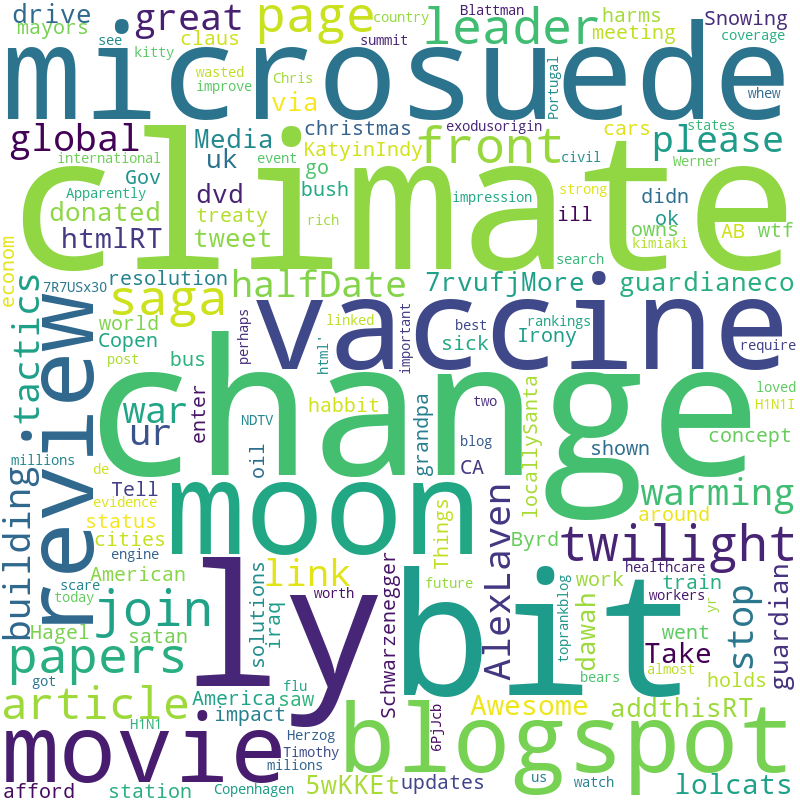 drive
great
page
country
Blattman
leader
harms
Snowing
mayors
see
claus
summit
meeting
coverage
kitty
wasted
Chris
improve
via
microsuede
Portugal
whew
global
Media
christmas
exodusorigin
cars
states
please
international
event
uk
KatyinIndy
front
civil
Werner
Gov
go
Apparently
dvd
bush
impression
strong
didn
donated
treaty
rich
ill
owns
AB
wtf
ok
kimiaki
htmlRT
tweet
climate
search
econom
resolution
halfDate
7rvufjMore
guardianeco
7R7USx30
saga
tactics
world
Copen
perhaps
linked
html'
important
best
rankings
sick
Irony
require
vaccine
post
bus
review
war
ur
enter
habbit
two
loved
H1N1I
change
NDTV
grandpa
blog
locallySanta
shown
concept
millions
oil
CA
building
de
Tell
evidence
moon
warming
status
cities
Things
around
engine
AlexLaven
Byrd
twilight
American
link
scare
solutions
future
healthcare
work
train
workers
today
join
iraq
worth
Schwarzenegger
toprankblog
dawah
yr
stop
guardian
Hagel
satan
went
papers
Take
almost
got
lybit
bears
holds
article
America
flu
saw
Awesome
addthisRT
H1N1
impact
6PjJcb
movie
Herzog
Timothy
milions
blogspot
afford
station
Copenhagen
5wKKEt
updates
us
watch
lolcats